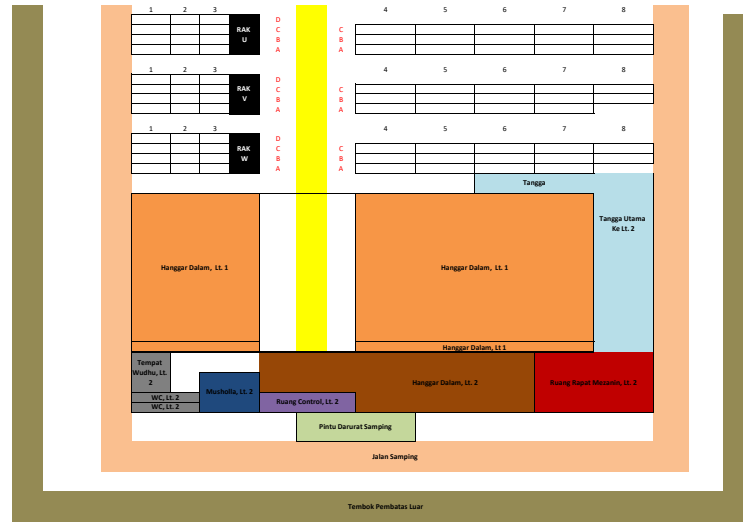 1 2 3 4 5 6 7 8
D
RAK C C
U B B
A A
1 2 3 4 5 6 7 8
D
RAK C C
V B B
A A
1 2 3 4 5 6 7 8
D
RAK C C
W B B
A A
Tangga
Tangga Utama
Ke Lt. 2
Hanggar Dalam, Lt. 1
Hanggar Dalam, Lt. 1
Hanggar Dalam, Lt 1
Tempat
Wudhu, Lt.
2
Hanggar Dalam, Lt. 2
Ruang Rapat Mezanin, Lt. 2
Musholla, Lt. 2
WC, Lt. 2
WC, Lt. 2
Ruang Control, Lt. 2
Pintu Darurat Samping
Jalan Samping
Tembok Pembatas Luar